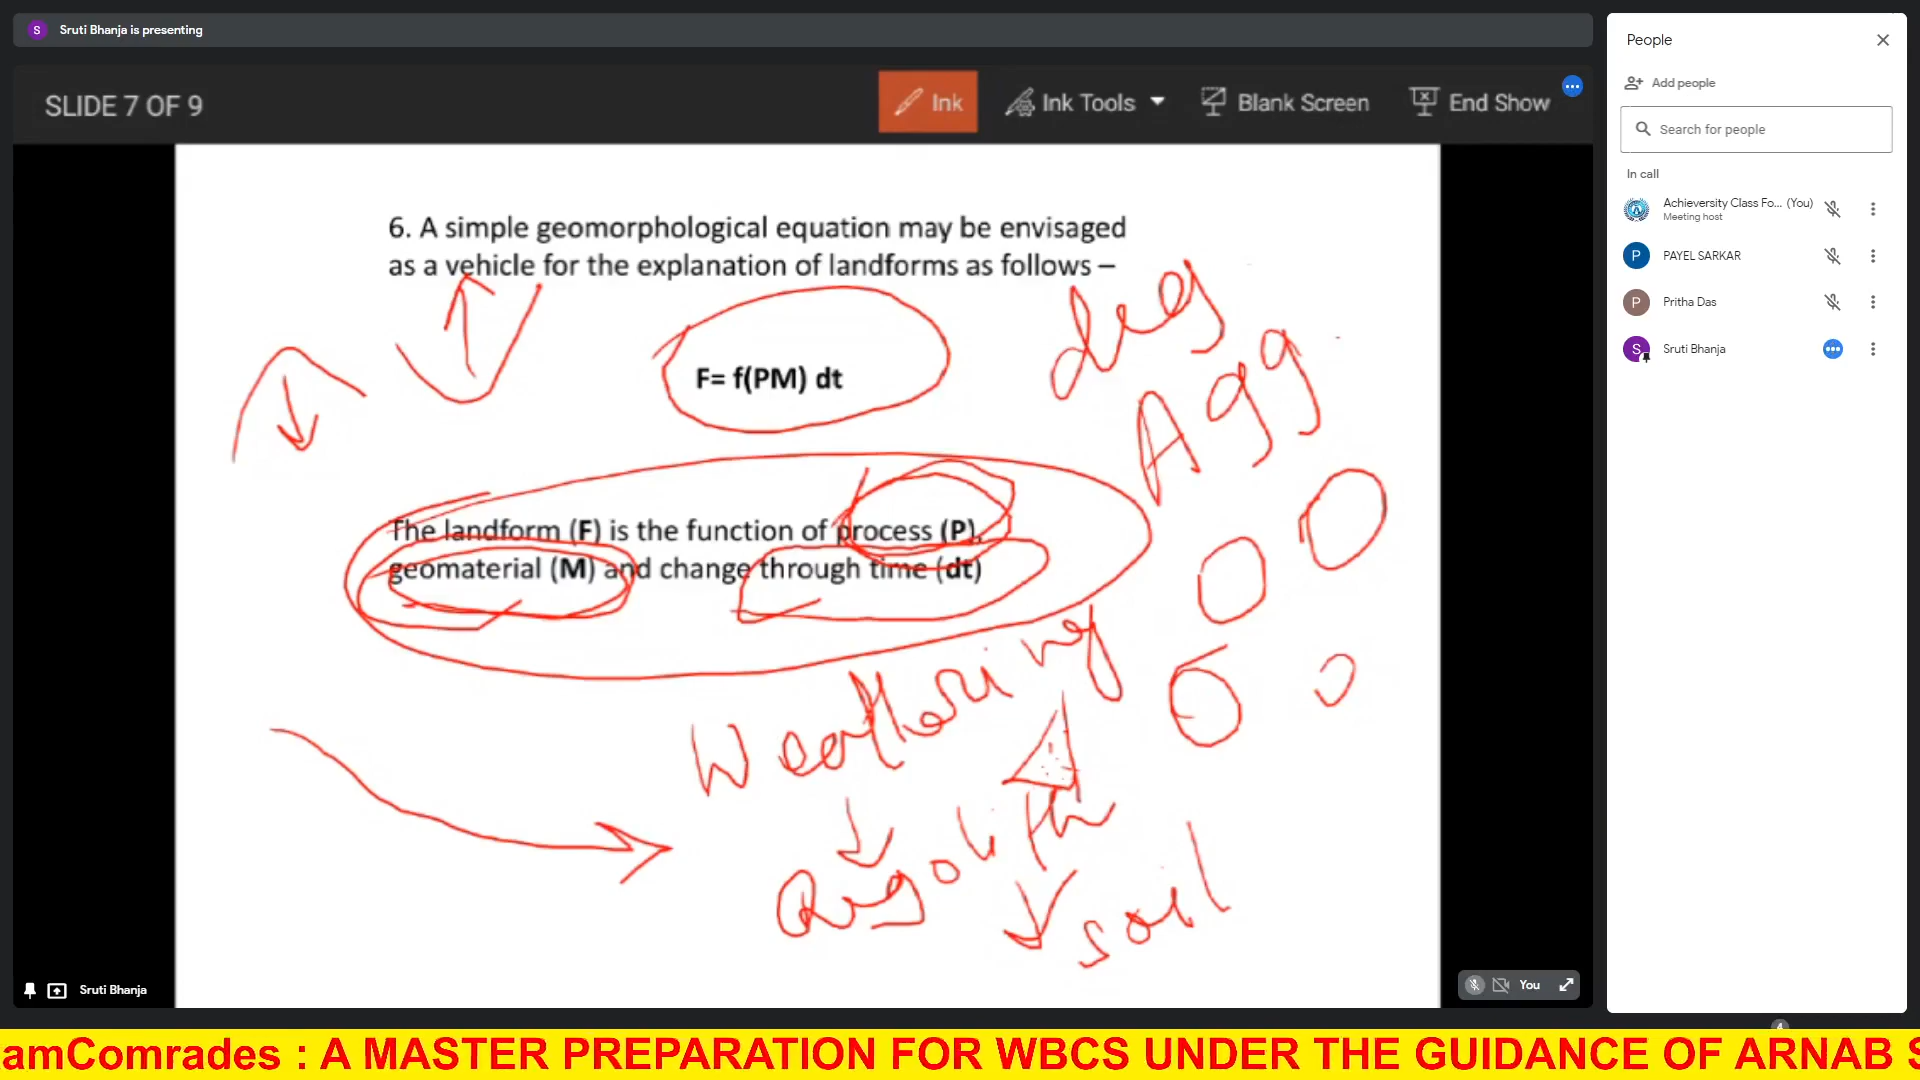 S Sruti Bhanja is presenting
SLIDE 7 OF 9
Ink
Ink Tools
Blank Screen
End Show
6. A simple geomorphological equation may be envisaged
as a vehicle for the explanation of landforms as follows –
deg
Agg
F= f(PM) dt
The landform (F) is the function of process (P),
geomaterial (M) and change through time (dt)
Weathering
Regolith
soil
Sruti Bhanja
You
People
Add people
Search for people
In call
Achieversity Class Fo... (You)
Meeting host
P PAYEL SARKAR
P Pritha Das
S Sruti Bhanja
4
amComrades : A MASTER PREPARATION FOR WBCS UNDER THE GUIDANCE OF ARNAB S